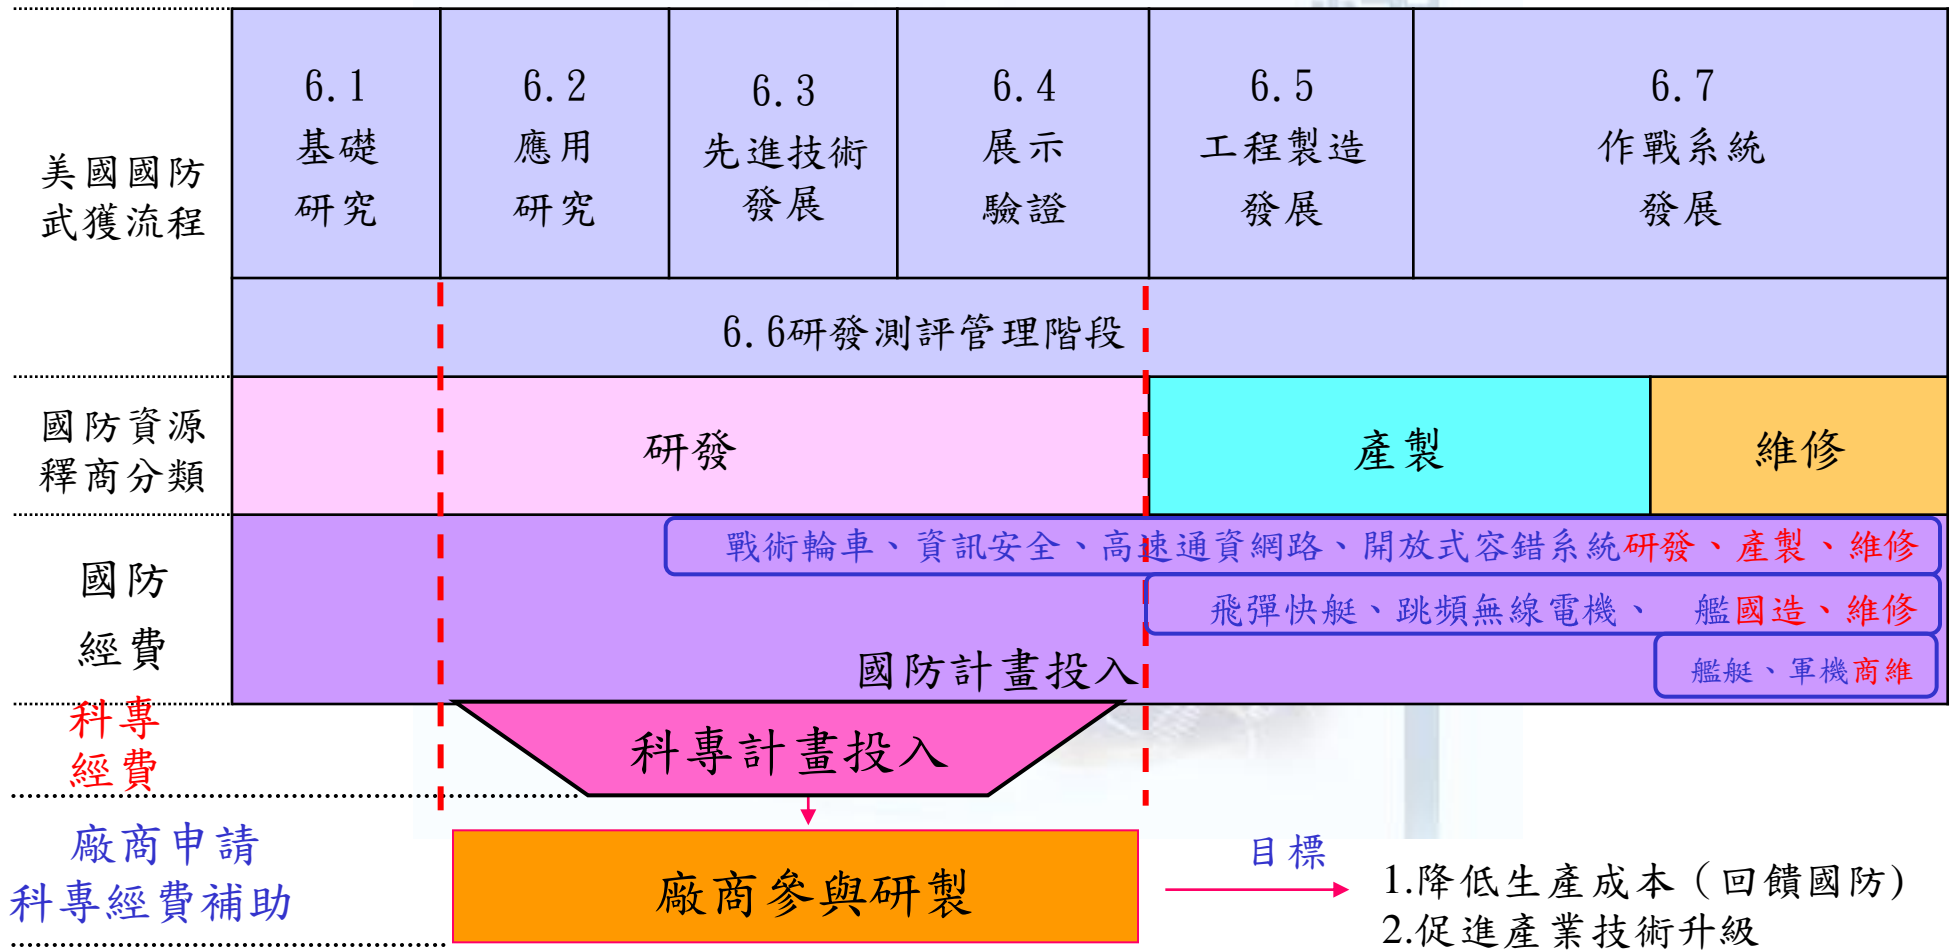 美國國防
武獲流程
6.1
基礎
研究
6.2
應用
研究
6.3
先進技術
發展
6.4
展示
驗證
6.5
工程製造
發展
6.7
作戰系統
發展
6.6研發測評管理階段
國防資源
釋商分類
研發
產製
維修
國防
經費
戰術輪車、資訊安全、高速通資網路、開放式容錯系統研發、產製、維修
飛彈快艇、跳頻無線電機、 艦國造、維修
艦艇、軍機商維
國防計畫投入
科專
經費
科專計畫投入
廠商申請
科專經費補助
廠商參與研製
目標
1.降低生產成本（回饋國防）
2.促進產業技術升級